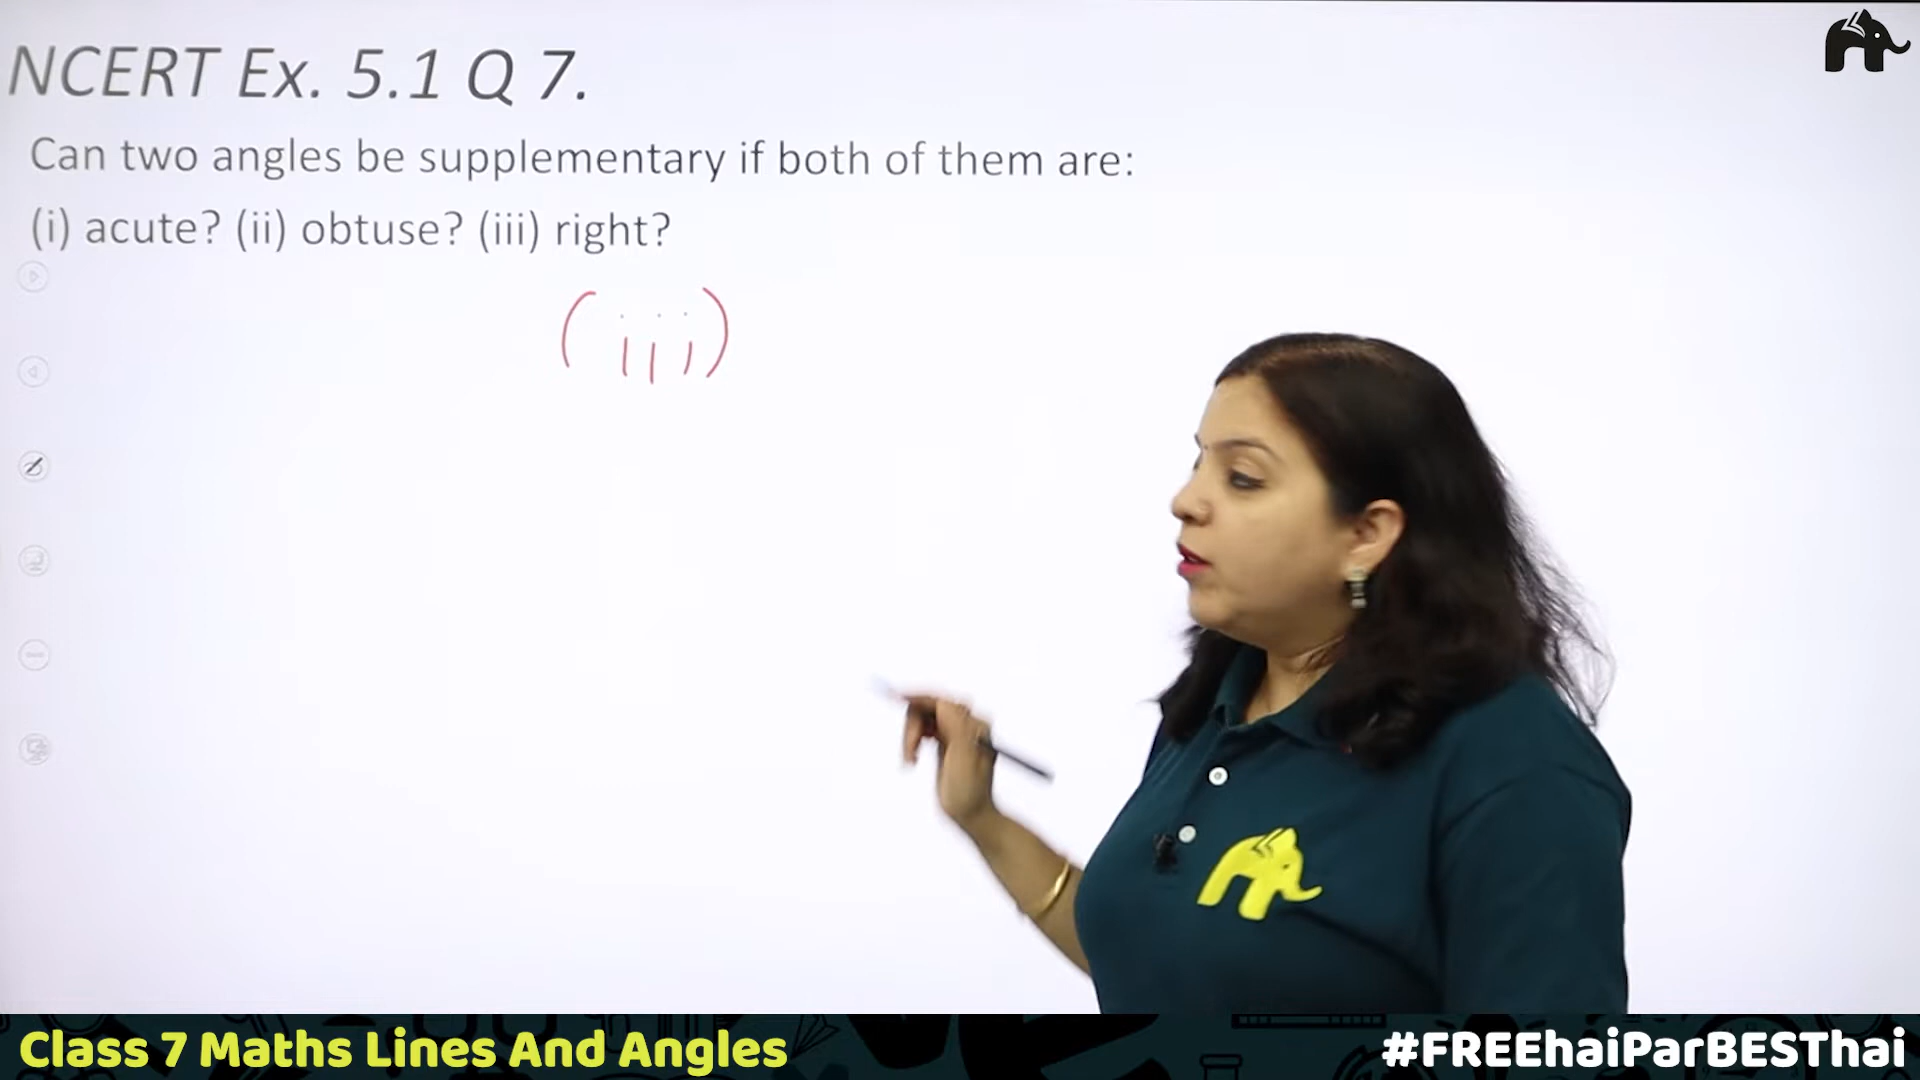 NCERT Ex. 5.1 Q 7.
Can two angles be supplementary if both of them are:
(i) acute? (ii) obtuse? (iii) right?
(iii)
Class 7 Maths Lines And Angles
#FREEhaiParBESThai